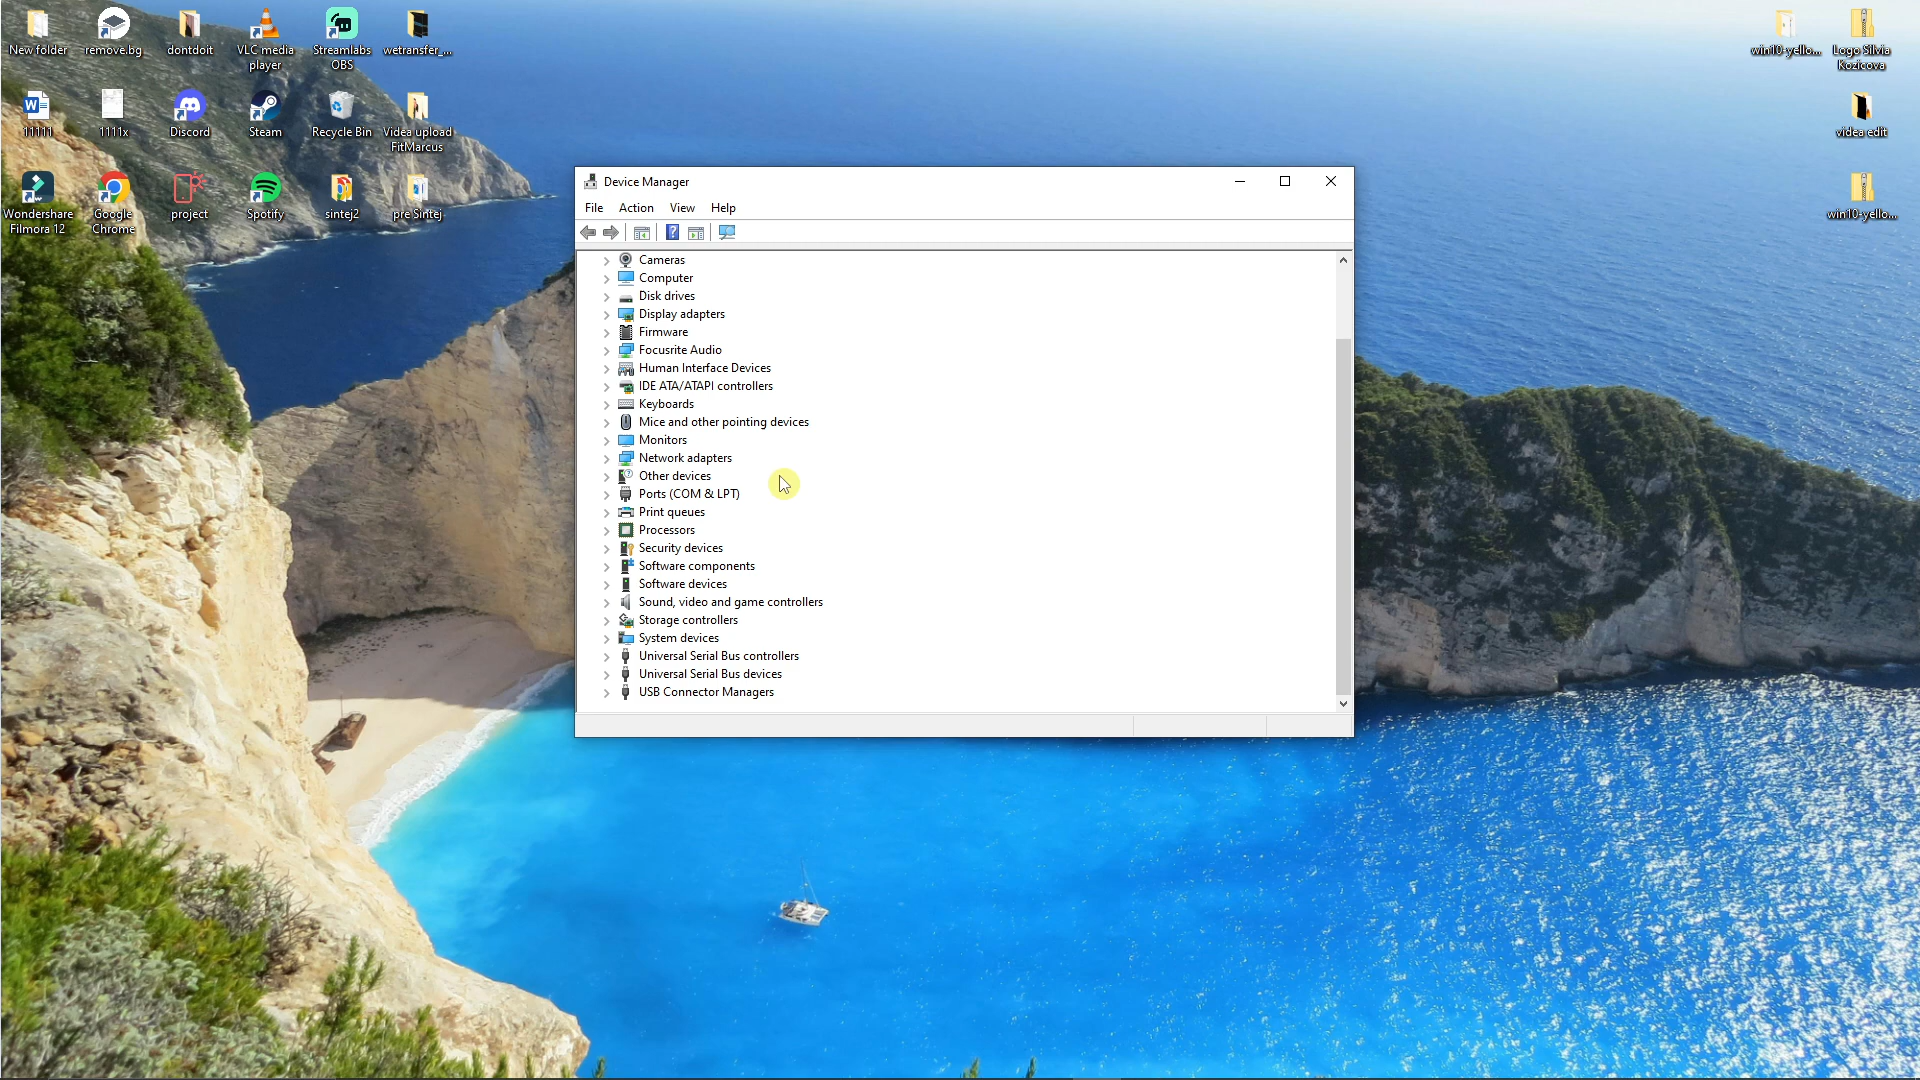 New folder
remove.bg
dontdoit
VLC media
player
Streamlabs
OBS
wetransfer_...
11111
1111x
Discord
Steam
Recycle Bin
Videa upload
FitMarcus
Wondershare
Filmora 12
Google
Chrome
project
Spotify
sintej2
pre Sintej
win10-yello...
Logo Silvia
Kozicova
videa edit
win10-yello...
Device Manager
File Action View Help
Cameras
Computer
Disk drives
Display adapters
Firmware
Focusrite Audio
Human Interface Devices
IDE ATA/ATAPI controllers
Keyboards
Mice and other pointing devices
Monitors
Network adapters
Other devices
Ports (COM & LPT)
Print queues
Processors
Security devices
Software components
Software devices
Sound, video and game controllers
Storage controllers
System devices
Universal Serial Bus controllers
Universal Serial Bus devices
USB Connector Managers